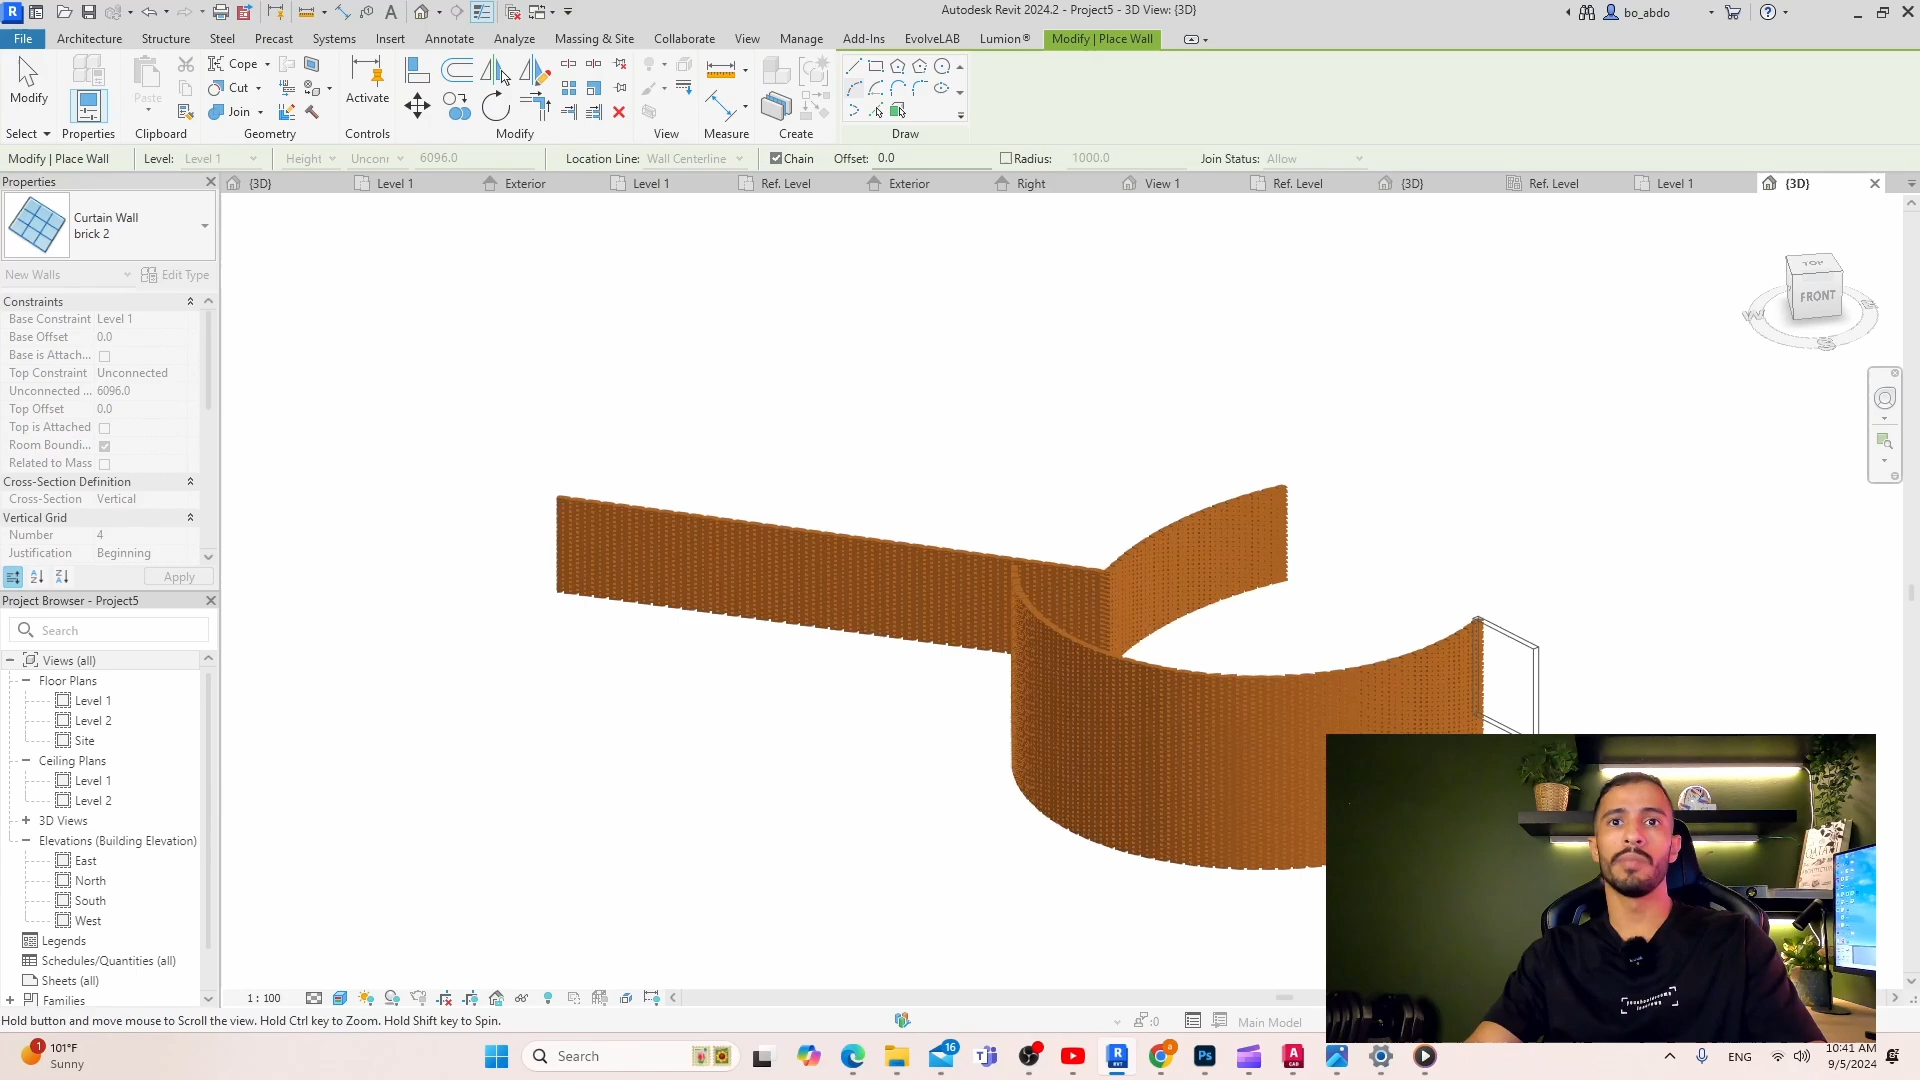 Autodesk Revit 2024.2 - Project5 - 3D View: {3D}
bo_abdo
File
Architecture
Structure
Steel
Precast
Systems
Insert
Annotate
Analyze
Massing & Site
Collaborate
View
Manage
Add-Ins
EvolveLAB
Lumion®
Modify | Place Wall
Modify
Paste
Cope
Cut
Join
Activate
Select
Properties
Clipboard
Geometry
Controls
Modify
View
Measure
Create
Draw
Modify | Place Wall
Level:
Level 1
Height
Unconr
6096.0
Location Line:
Wall Centerline
Chain
Offset:
0.0
Radius:
1000.0
Join Status:
Allow
Properties
{3D}
Level 1
Exterior
Level 1
Ref. Level
Exterior
Right
View 1
Ref. Level
{3D}
Ref. Level
Level 1
{3D}
Curtain Wall
brick 2
New Walls
Edit Type
Constraints
Base Constraint Level 1
Base Offset 0.0
Base is Attach...
Top Constraint Unconnected
Unconnected ... 6096.0
Top Offset 0.0
Top is Attached
Room Boundi...
Related to Mass
Cross-Section Definition
Cross-Section Vertical
Vertical Grid
Number 4
Justification Beginning
Apply
TOP
FRONT
W
S
Project Browser - Project5
Search
Views (all)
Floor Plans
Level 1
Level 2
Site
Ceiling Plans
Level 1
Level 2
3D Views
Elevations (Building Elevation)
East
North
South
West
Legends
Schedules/Quantities (all)
Sheets (all)
Families
1 : 100
Hold button and move mouse to Scroll the view. Hold Ctrl key to Zoom. Hold Shift key to Spin.
:0
Main Model
QATAR
1
101°F
Sunny
Search
16
ENG
10:41 AM
9/5/2024